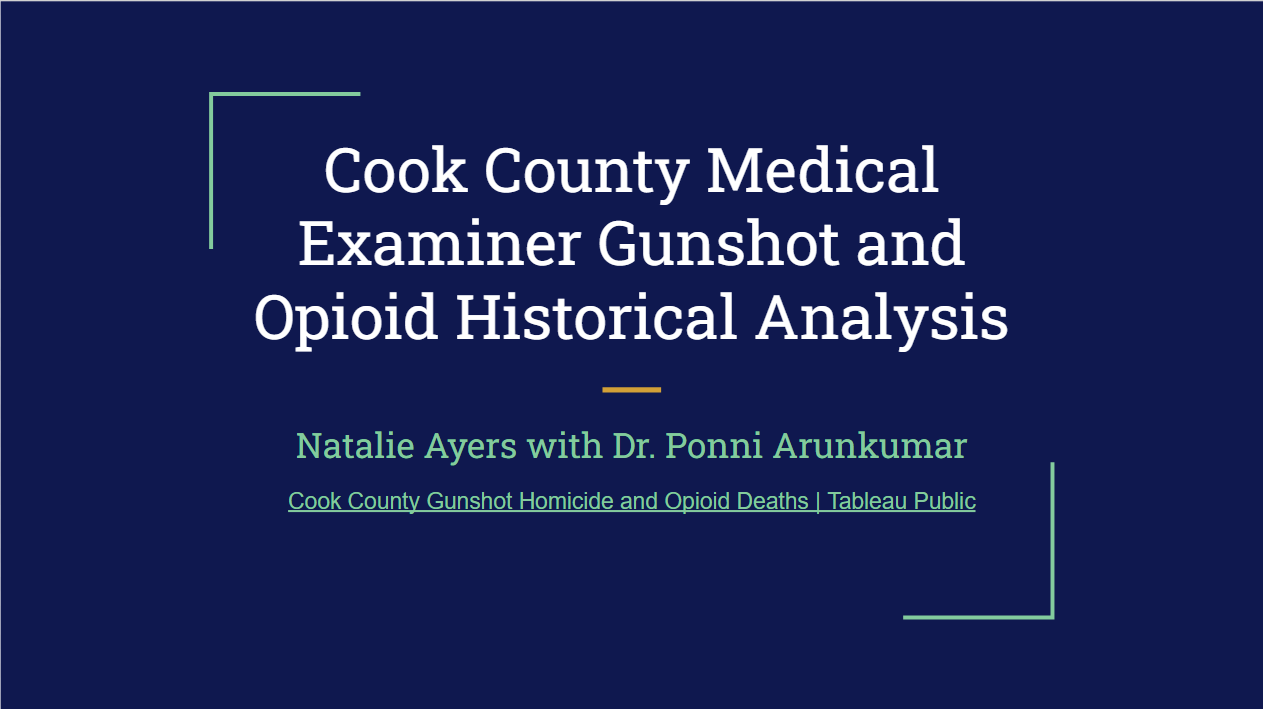 Cook County Medical
Examiner Gunshot and
Opioid Historical Analysis
Natalie Ayers with Dr. Ponni Arunkumar
Cook County Gunshot Homicide and Opioid Deaths | Tableau Public